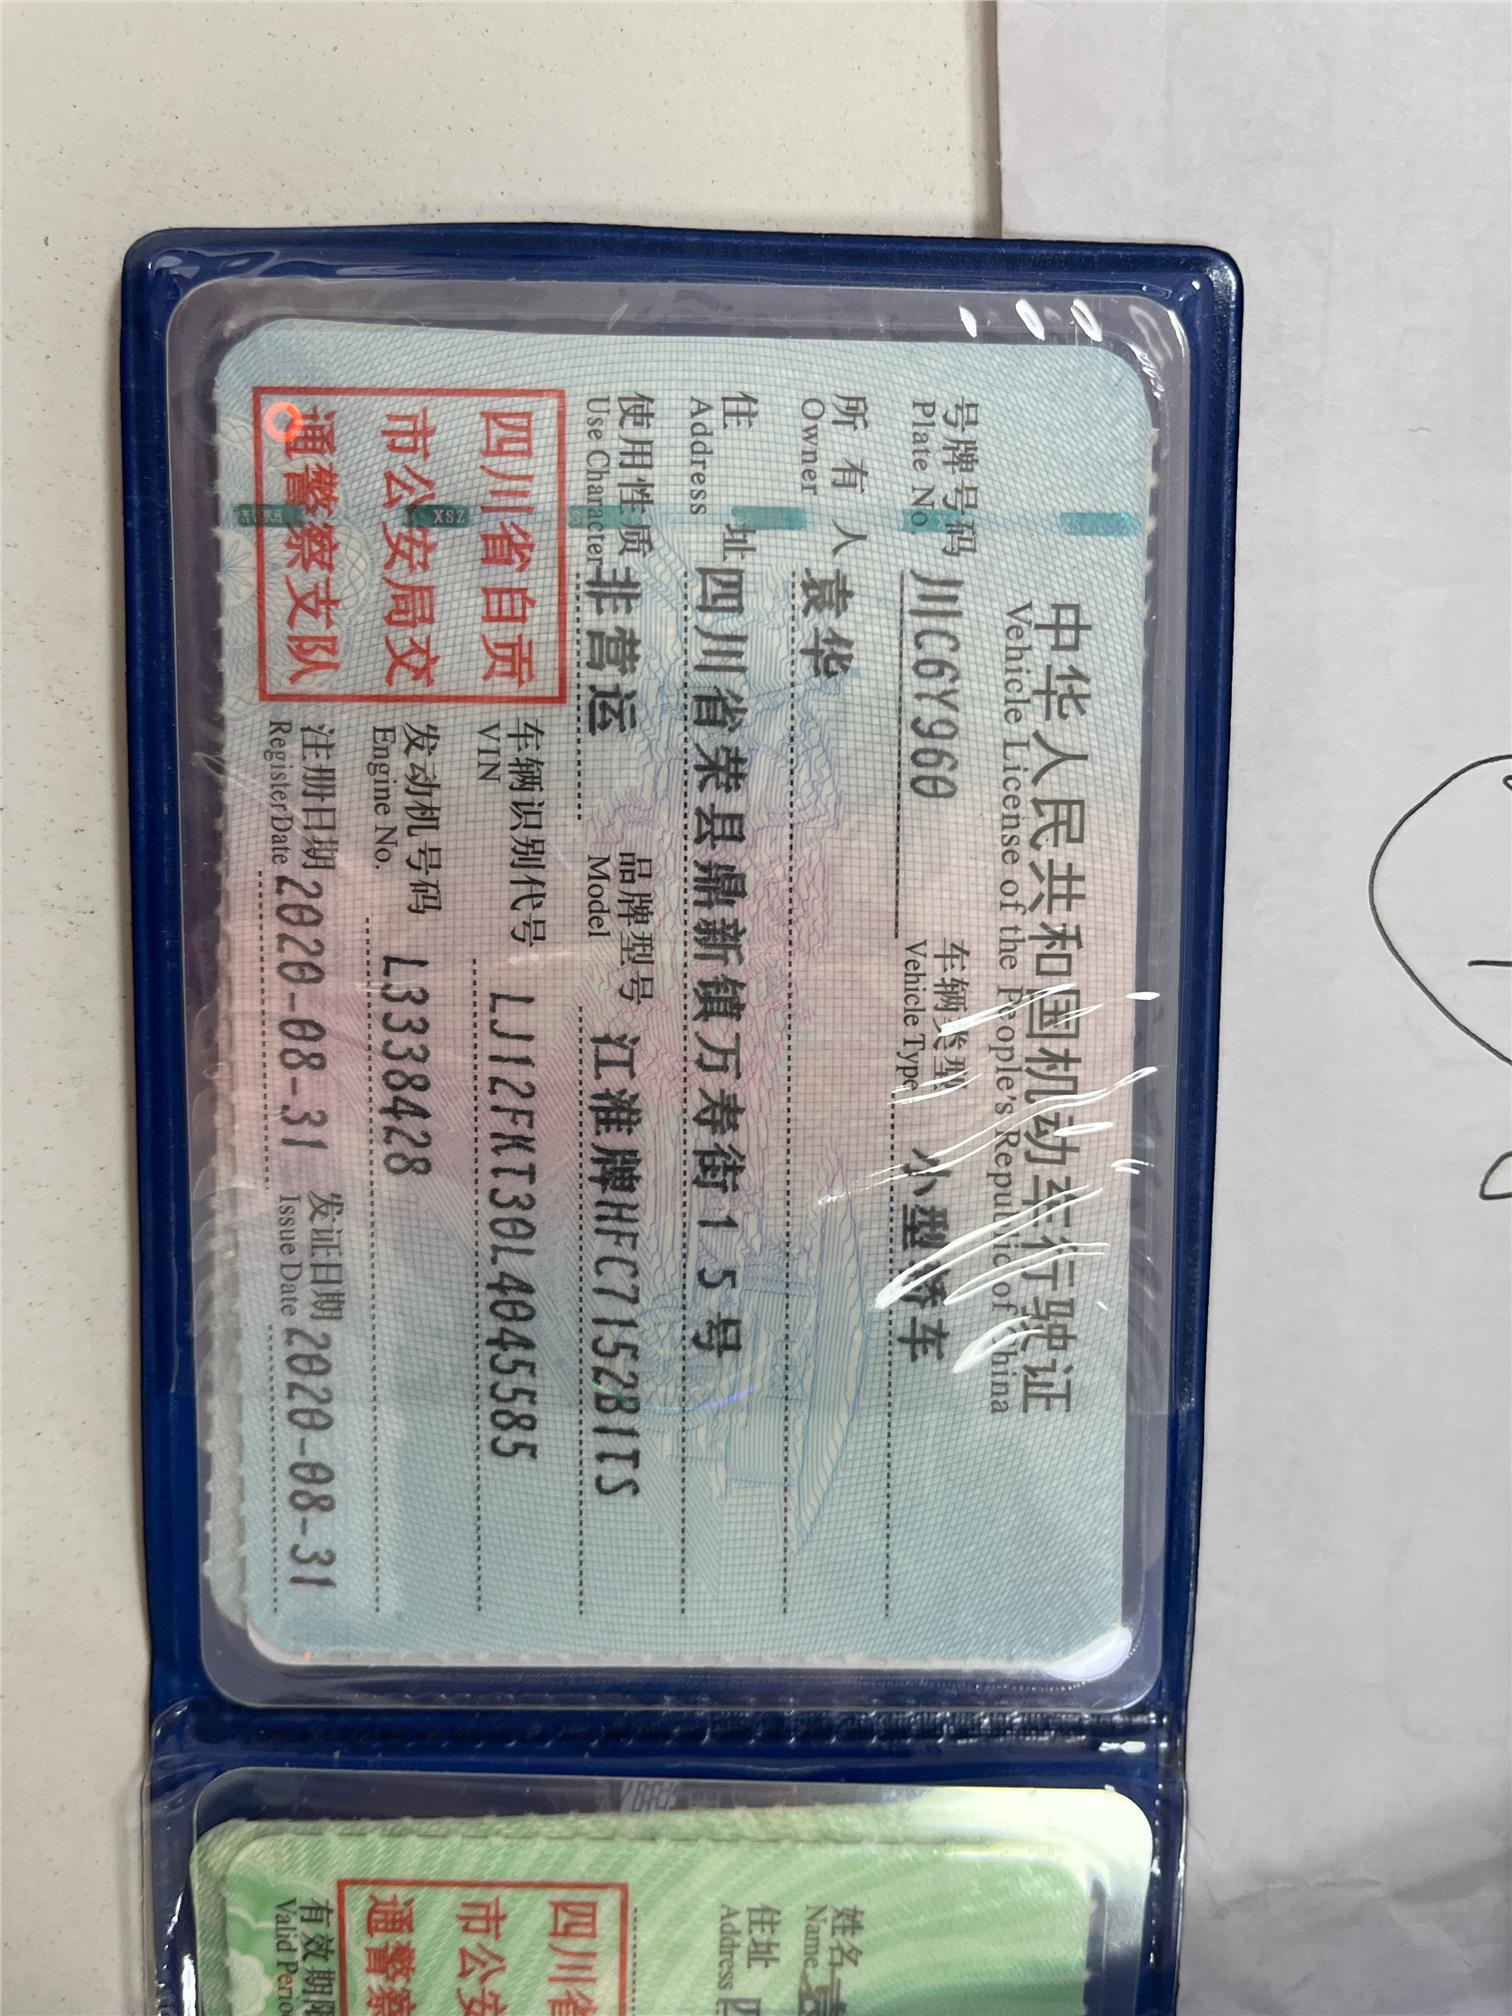 中华人民共和国机动车行驶证
Vehicle License of the People's Republic of China
号牌号码 川C6Y960 车辆类型 小型轿车
Plate No. Vehicle Type
所有人 袁华
Owner
住址 四川省荣县鼎新镇万寿街15号
Address
使用性质 非营运 品牌型号 江淮牌HFC7152B1TS
Use Character Model
四川省自贡
市公安局交
通警察支队
车辆识别代号 LJ12FKT30L4045585
VIN
发动机号码 L3338428
Engine No.
注册日期 2020-08-31 发证日期 2020-08-31
Register Date Issue Date
ZSX
姓名
Name
住址
Address
四川省
市公安
通警察
有效期限
Valid Period